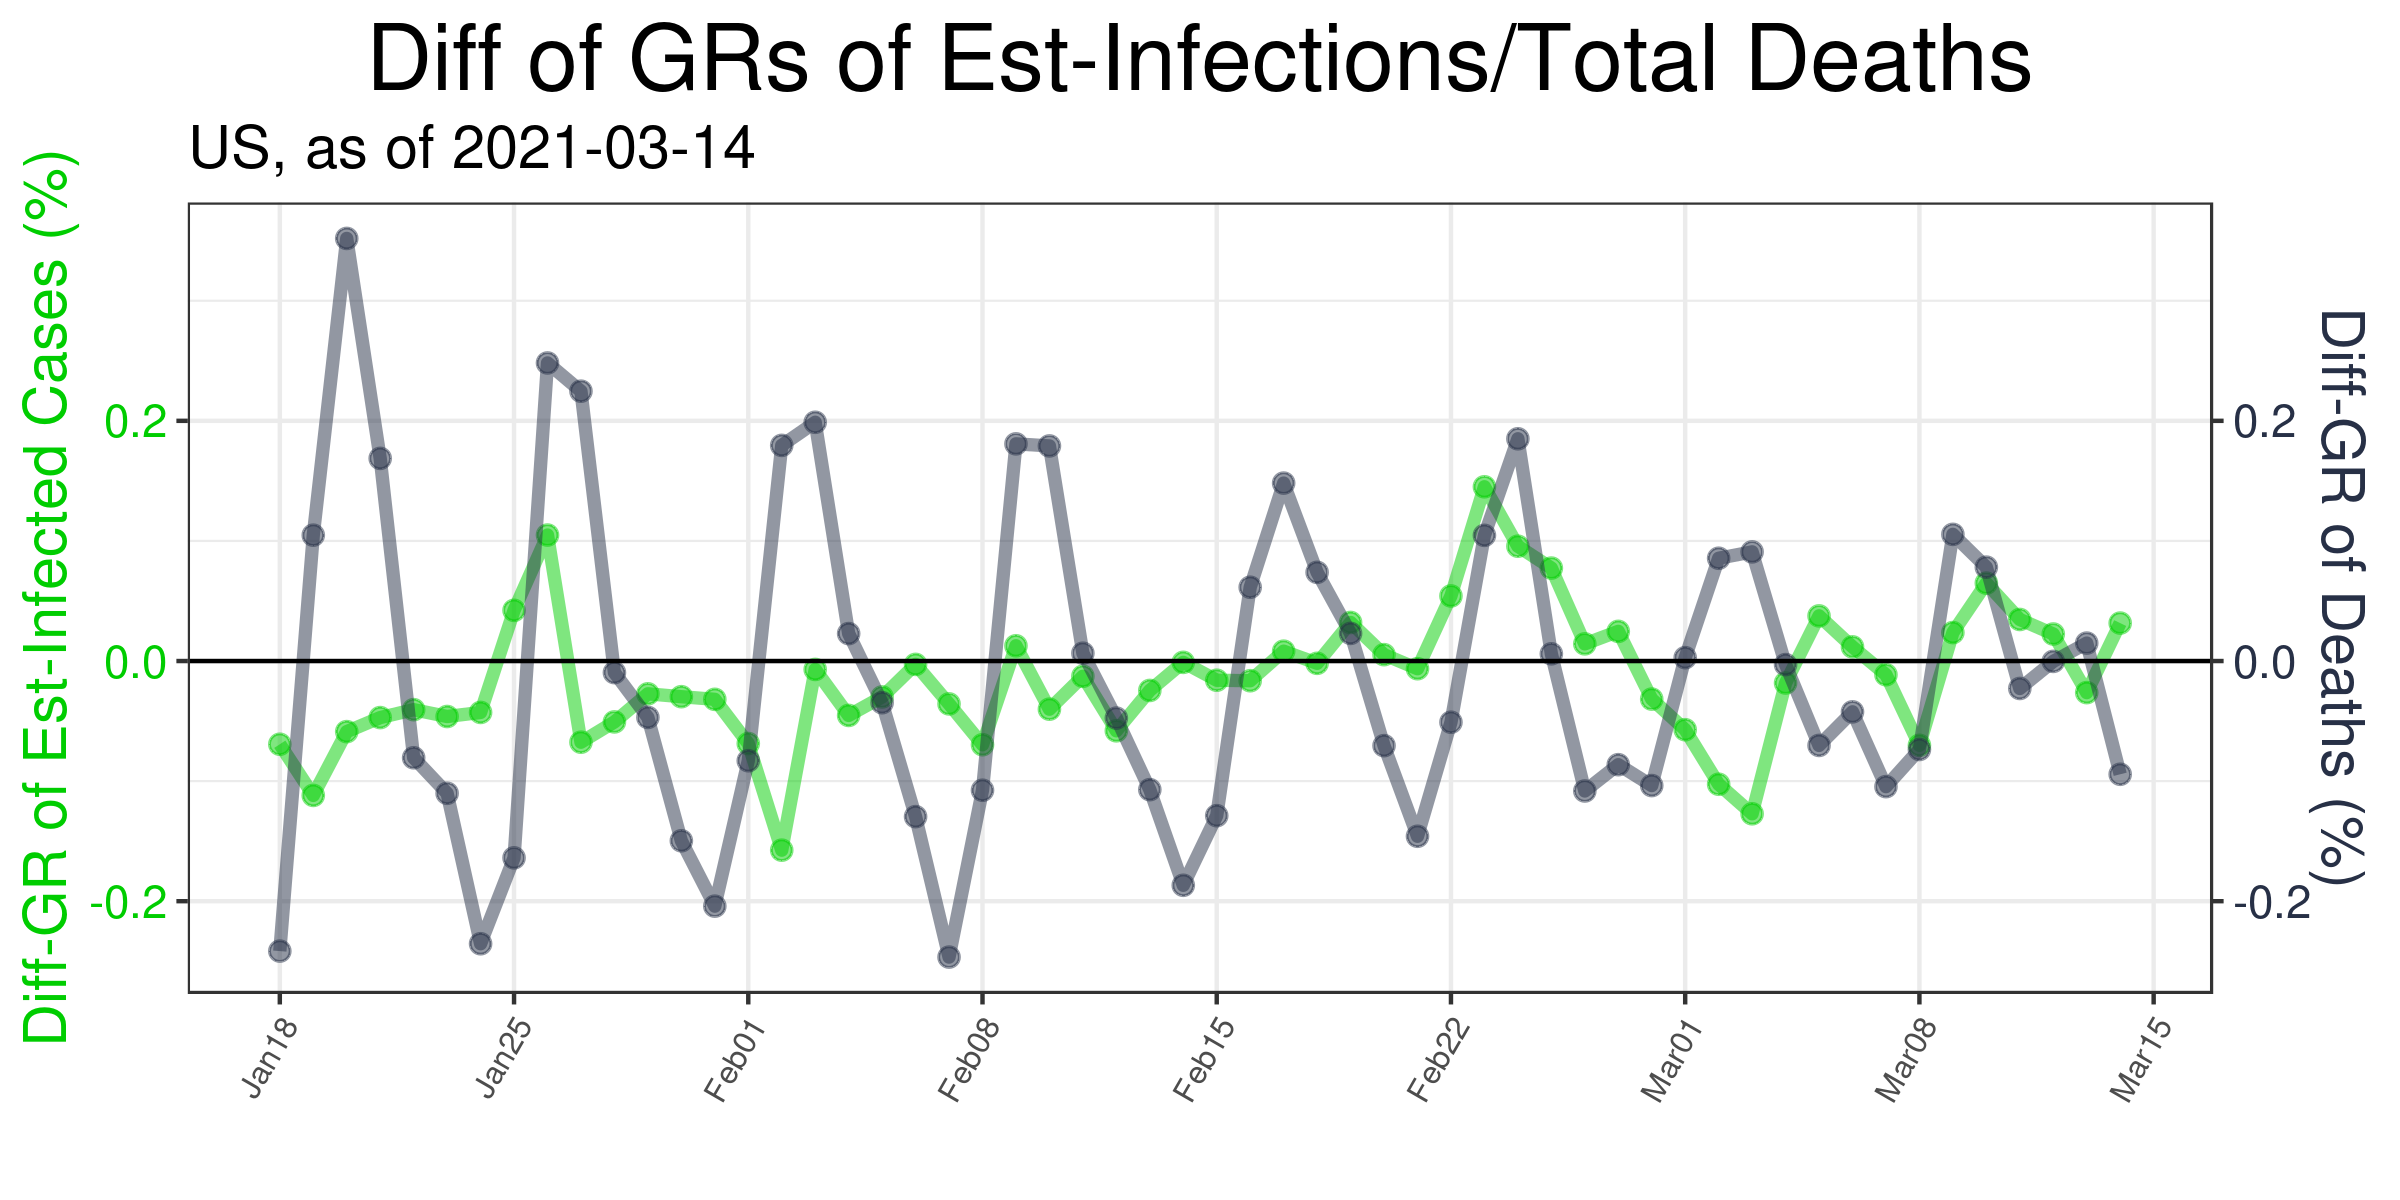 Diff of GRs of Est-Infections/Total Deaths
US, as of 2021-03-14
Diff-GR of Est-Infected Cases (%)
0.2
0.0
-0.2
0.2
0.0
-0.2
Diff-GR of Deaths (%)
Jan18
Jan25
Feb01
Feb08
Feb15
Feb22
Mar01
Mar08
Mar15